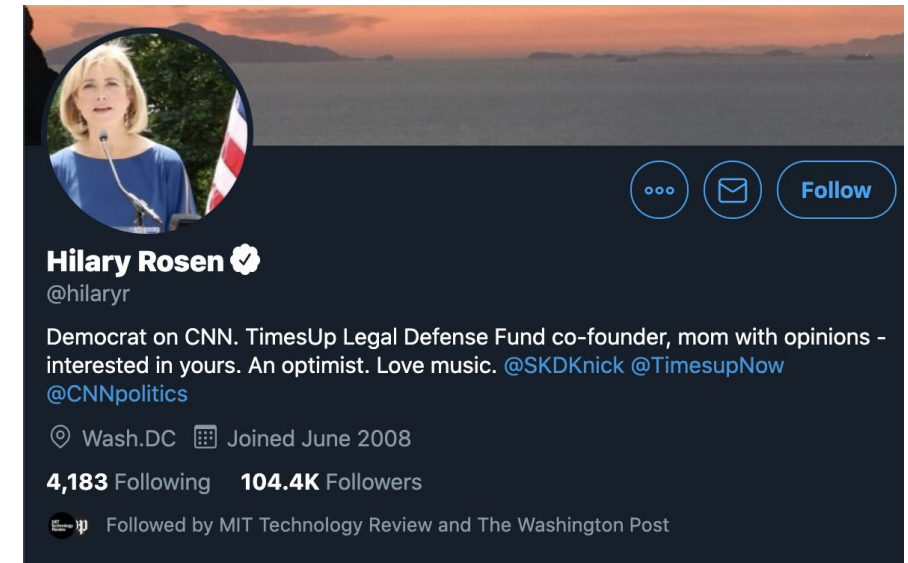 Follow
Hilary Rosen
@hilaryr
Democrat on CNN. TimesUp Legal Defense Fund co-founder, mom with opinions -
interested in yours. An optimist. Love music. @SKDKnick @TimesupNow
@CNNpolitics
Wash.DC Joined June 2008
4,183 Following 104.4K Followers
Followed by MIT Technology Review and The Washington Post